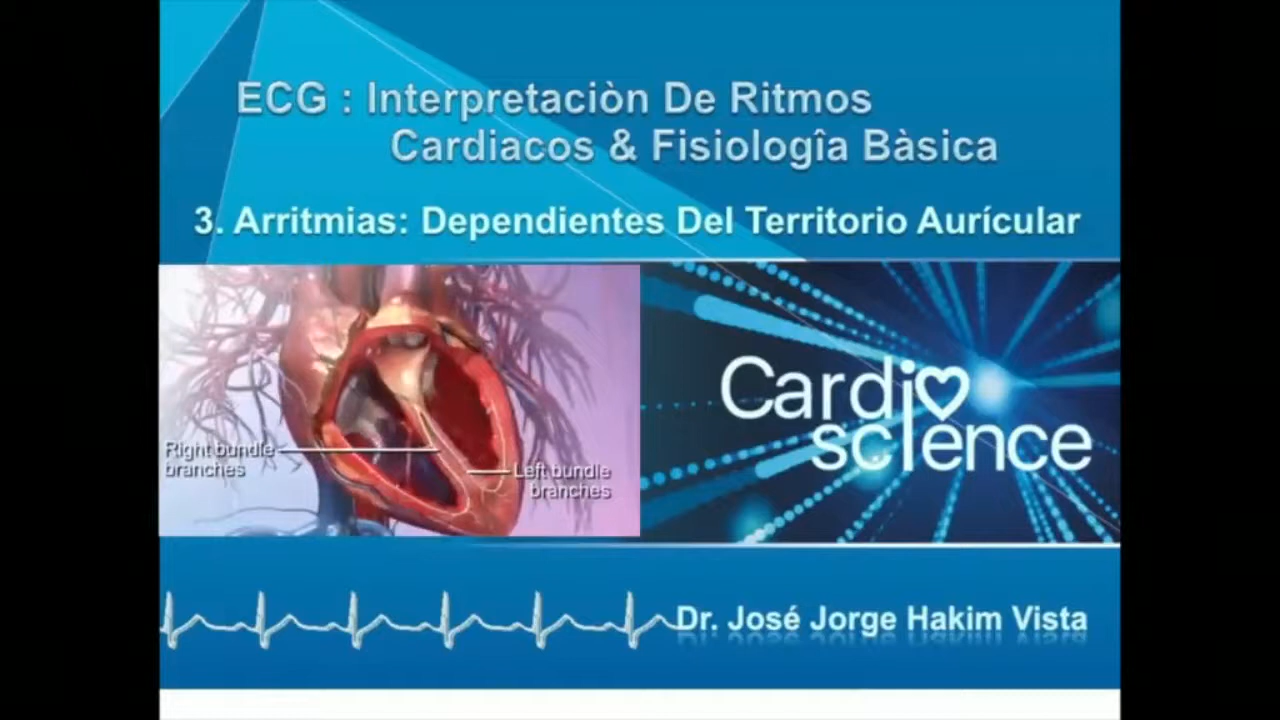 ECG : Interpretaciòn De Ritmos
Cardiacos & Fisiologîa Bàsica
3. Arritmias: Dependientes Del Territorio Aurícular
Right bundle
branches
Left bundle
branches
Cardio
science
Dr. José Jorge Hakim Vista